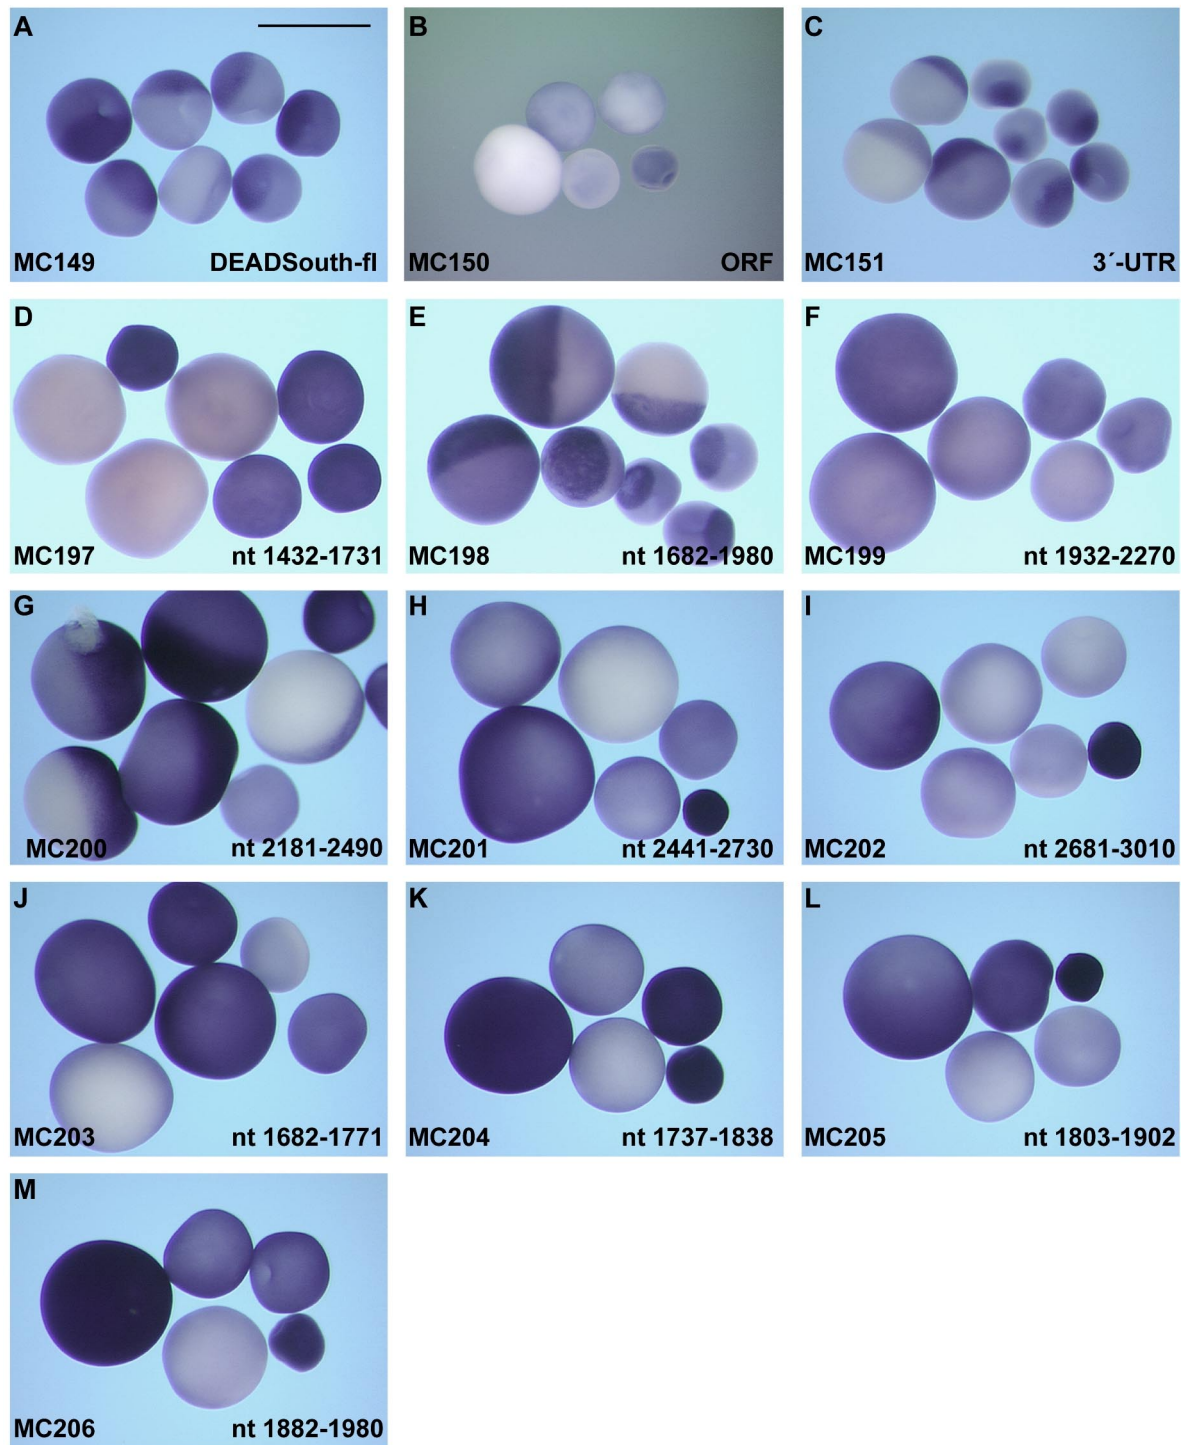 A
MC149 DEADSouth-fl
B
MC150 ORF
C
MC151 3´-UTR
D
MC197 nt 1432-1731
E
MC198 nt 1682-1980
F
MC199 nt 1932-2270
G
MC200 nt 2181-2490
H
MC201 nt 2441-2730
I
MC202 nt 2681-3010
J
MC203 nt 1682-1771
K
MC204 nt 1737-1838
L
MC205 nt 1803-1902
M
MC206 nt 1882-1980